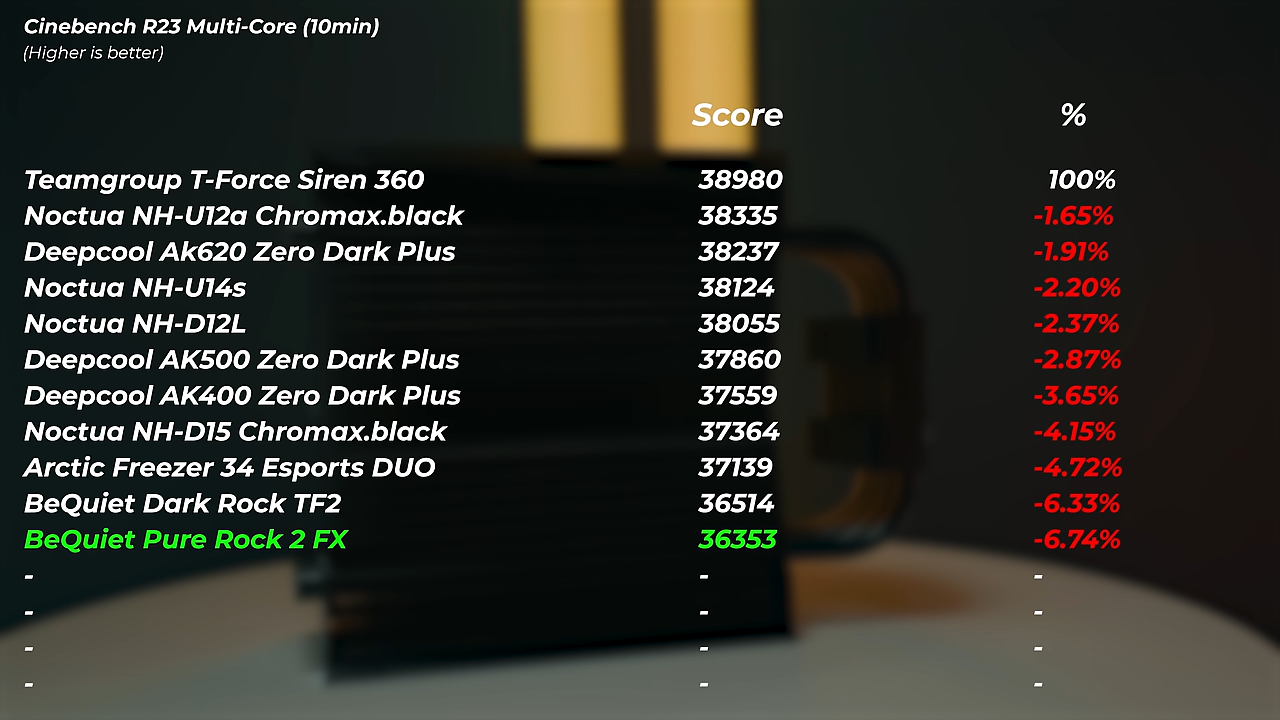 Cinebench R23 Multi-Core (10min)
(Higher is better)
Score %
Teamgroup T-Force Siren 360 38980 100%
Noctua NH-U12a Chromax.black 38335 -1.65%
Deepcool Ak620 Zero Dark Plus 38237 -1.91%
Noctua NH-U14s 38124 -2.20%
Noctua NH-D12L 38055 -2.37%
Deepcool AK500 Zero Dark Plus 37860 -2.87%
Deepcool AK400 Zero Dark Plus 37559 -3.65%
Noctua NH-D15 Chromax.black 37364 -4.15%
Arctic Freezer 34 Esports DUO 37139 -4.72%
BeQuiet Dark Rock TF2 36514 -6.33%
BeQuiet Pure Rock 2 FX 36353 -6.74%
- - -
- - -
- - -
- - -